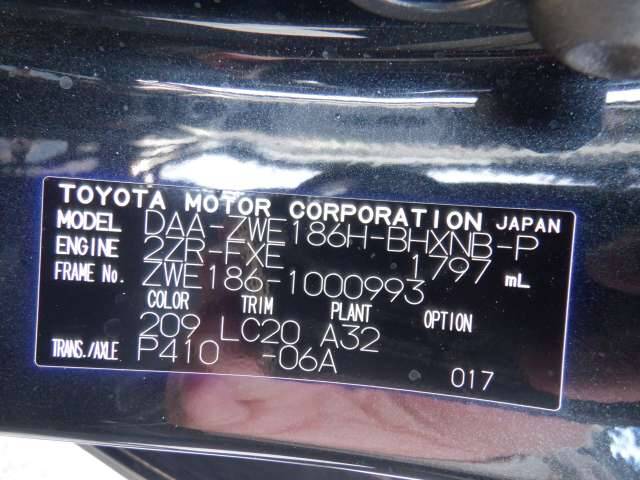 TOYOTA MOTOR CORPORATION JAPAN
MODEL DAA-ZWE186H-BHXNB-P
ENGINE 2ZR-FXE 1797 mL
FRAME No. ZWE186-1000993
COLOR TRIM PLANT OPTION
209 LC20 A32
TRANS./AXLE P410 -06A
017